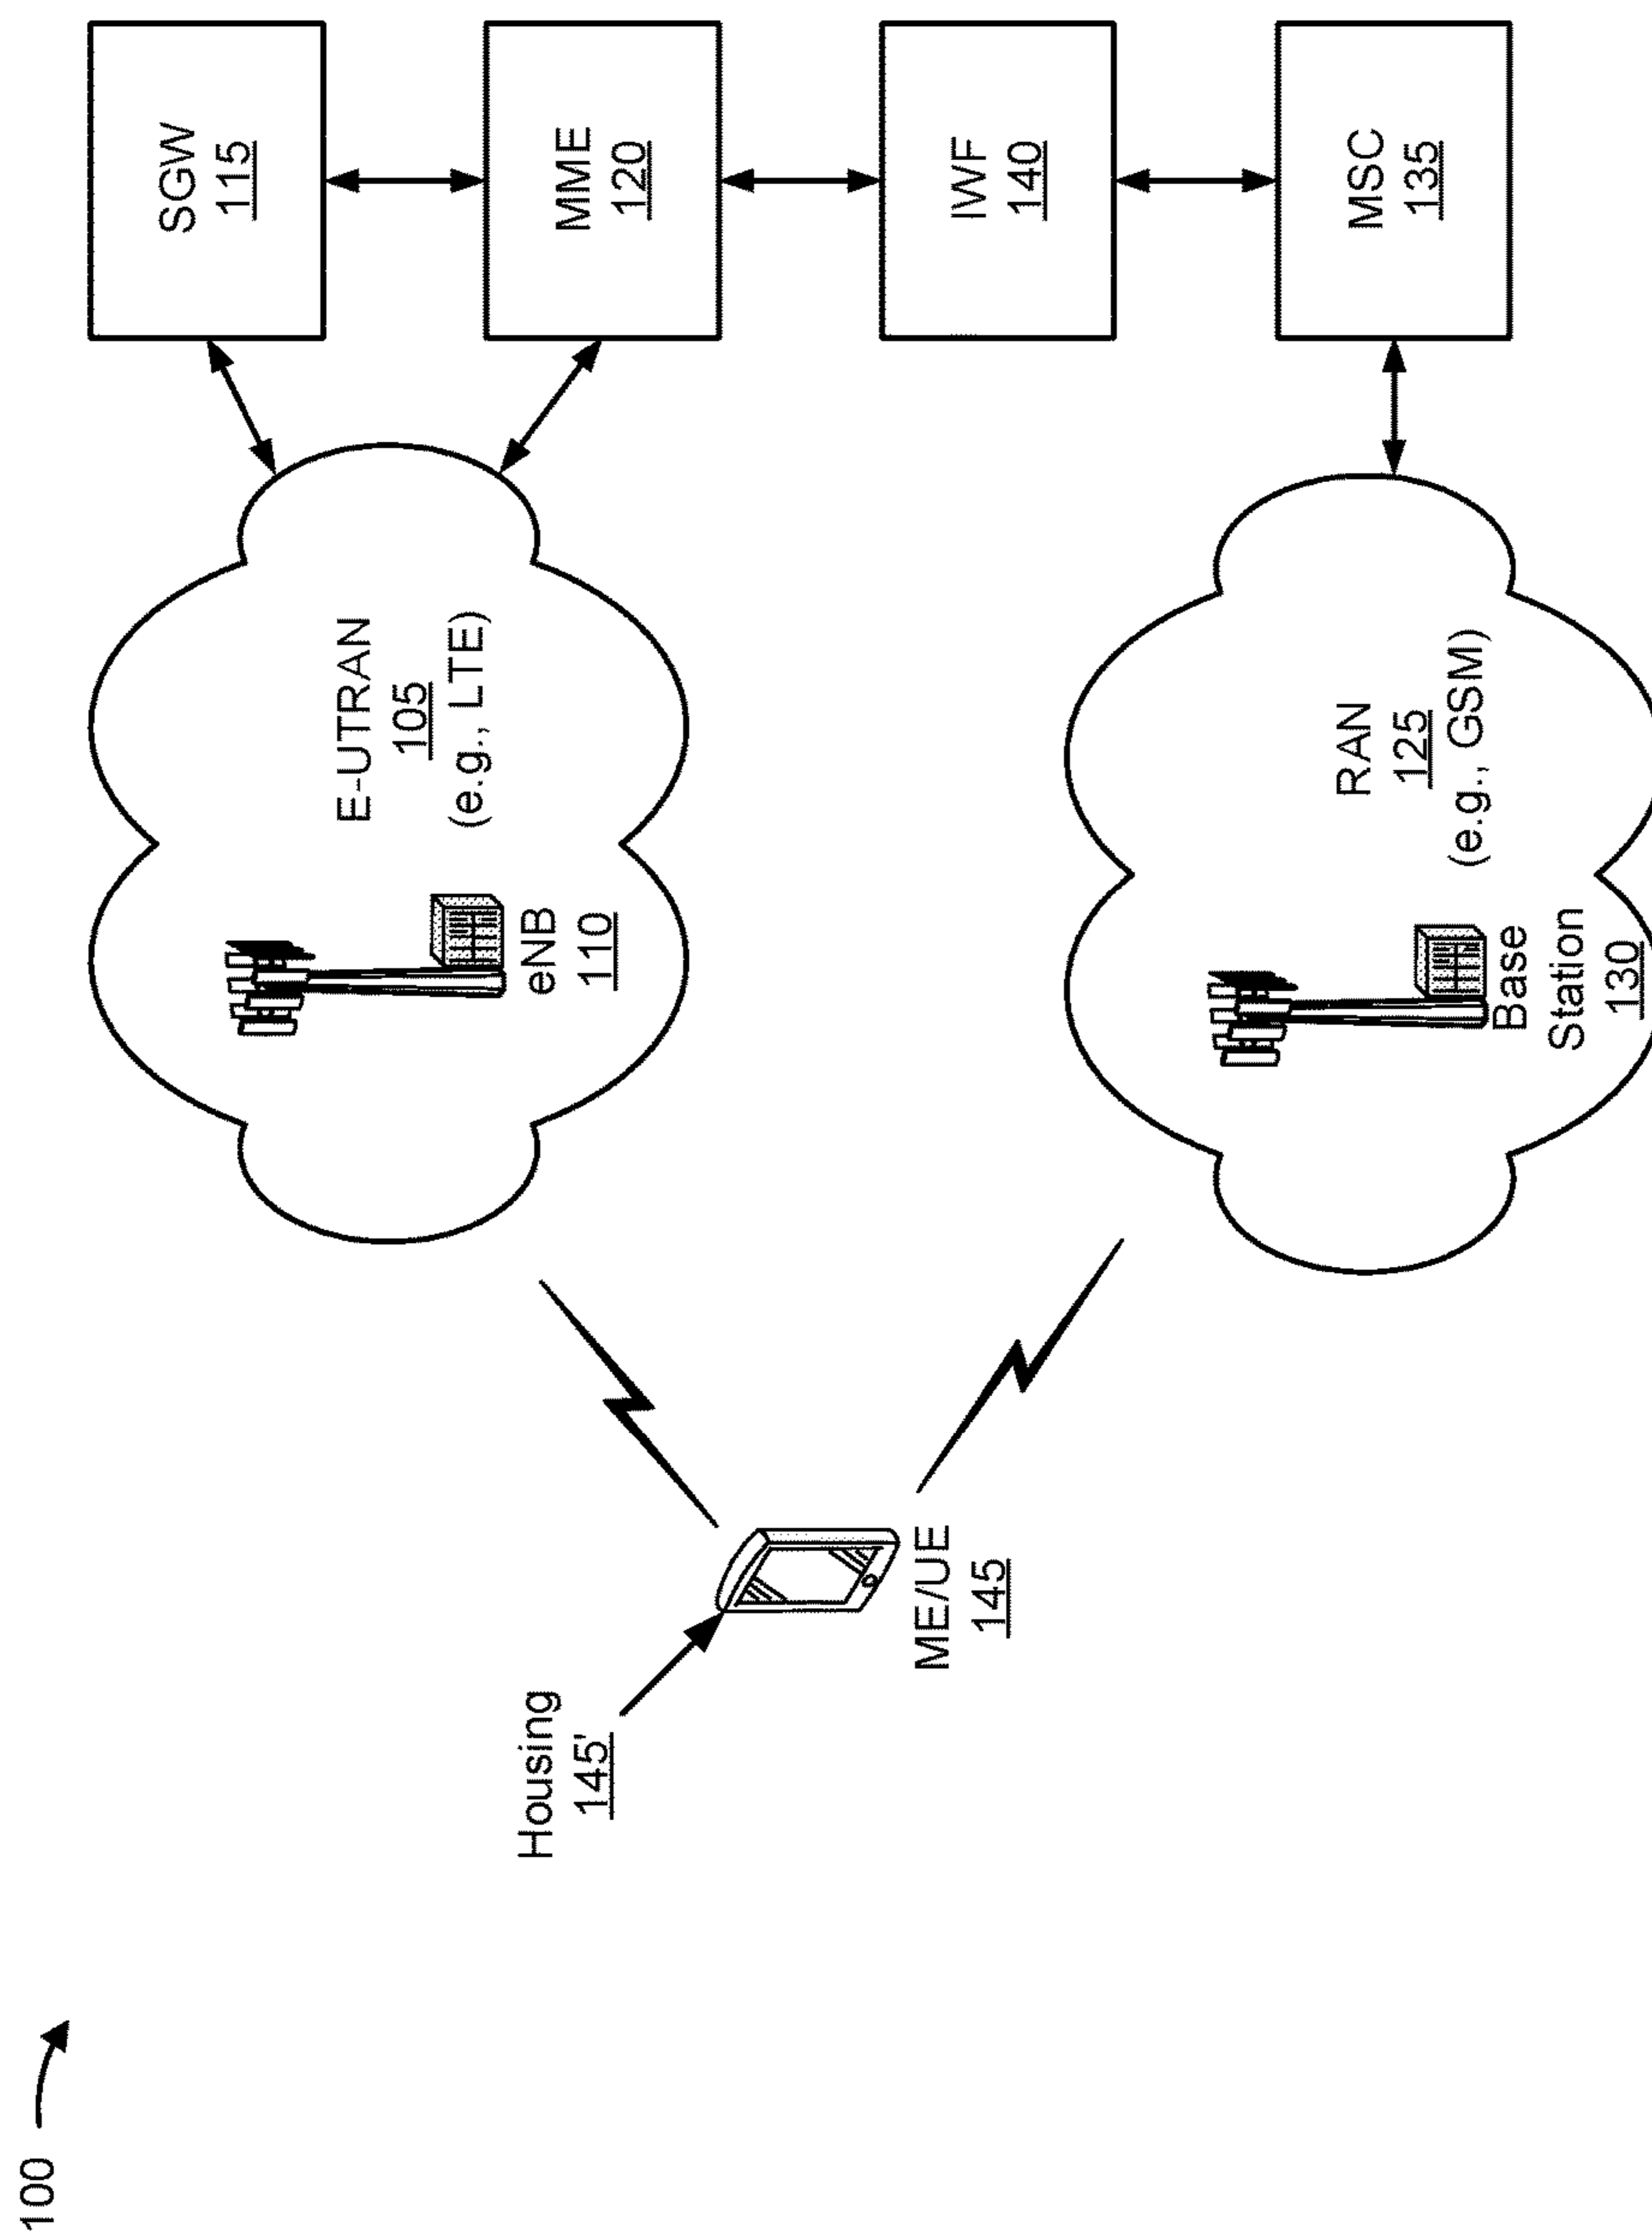 100
Housing
145'
ME/UE
145
E-UTRAN
105
(e.g., LTE)
eNB
110
RAN
125
(e.g., GSM)
Base
Station
130
SGW
115
MME
120
IWF
140
MSC
135